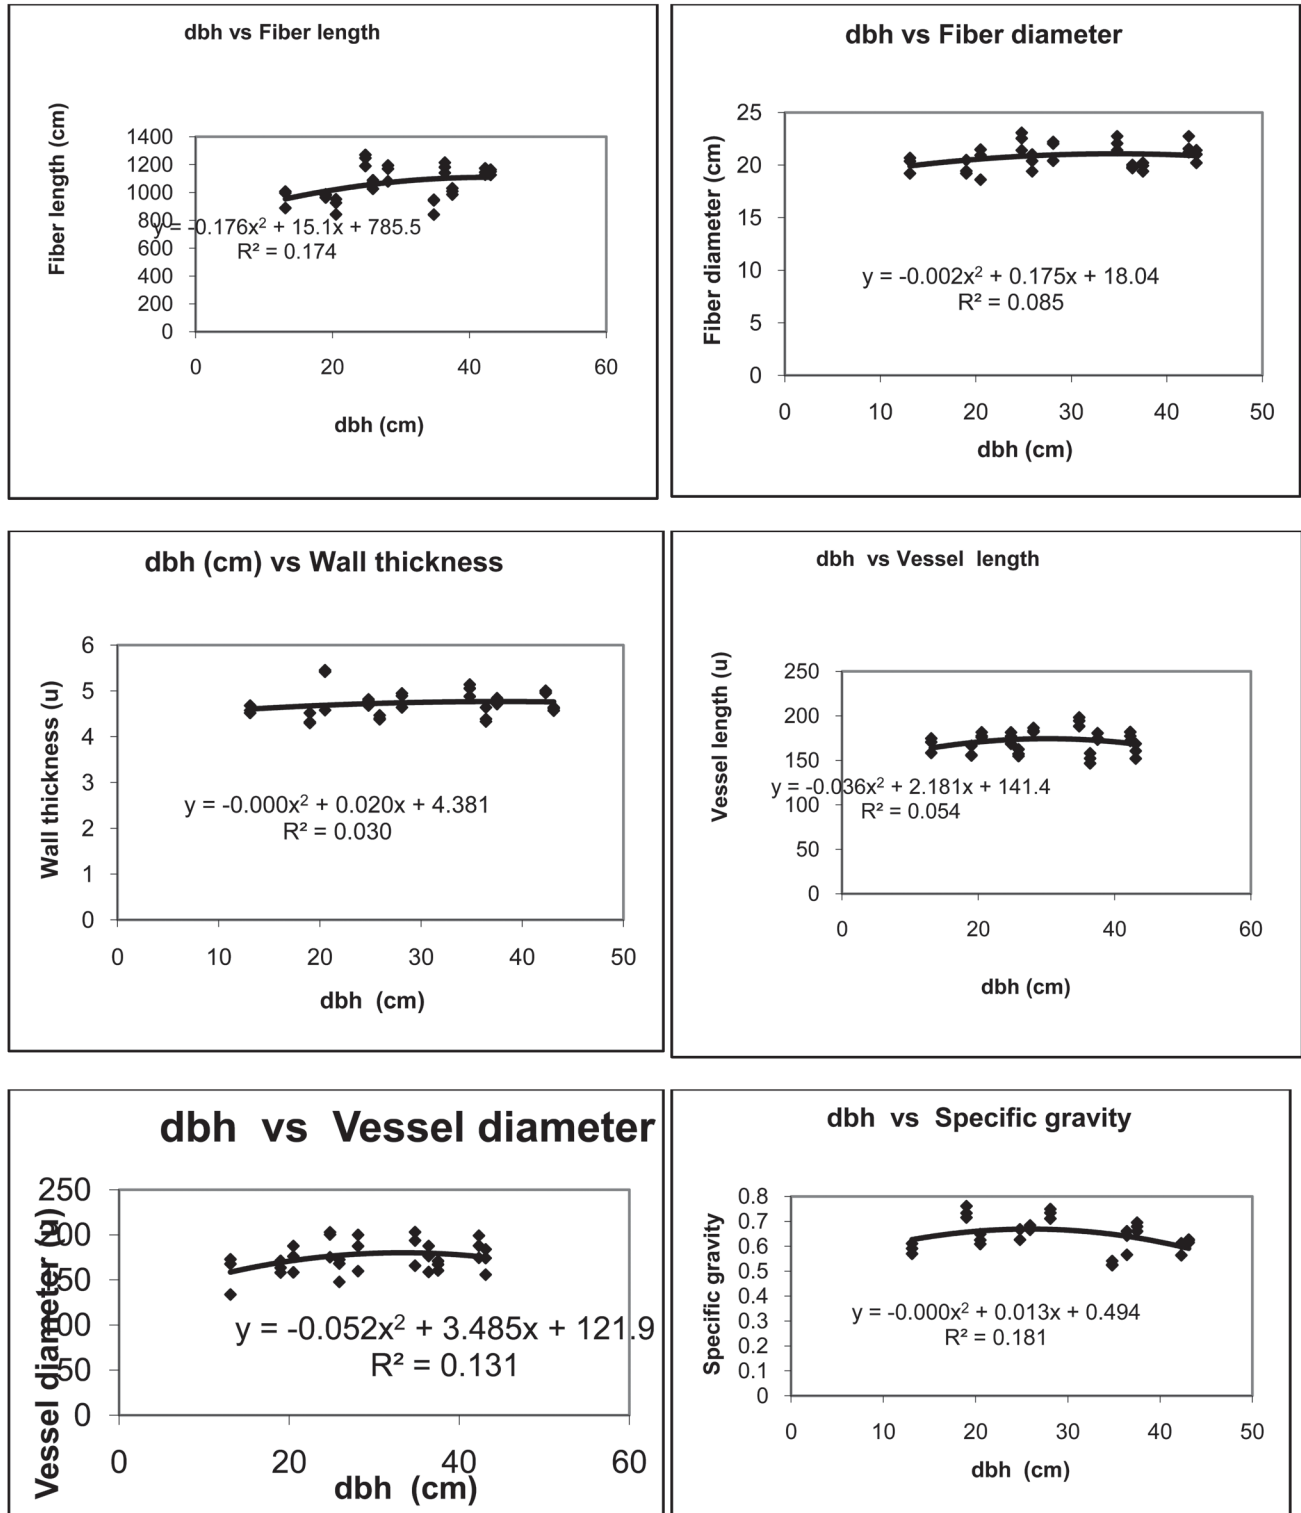 dbh vs Fiber length
Fiber length (cm)
1400
1200
1000
800
600
400
200
0
y = -0.176x² + 15.1x + 785.5
R² = 0.174
0 20 40 60
dbh (cm)
dbh vs Fiber diameter
Fiber diameter (cm)
25
20
15
10
5
0
y = -0.002x² + 0.175x + 18.04
R² = 0.085
0 10 20 30 40 50
dbh (cm)
dbh (cm) vs Wall thickness
Wall thickness (u)
6
5
4
3
2
1
0
y = -0.000x² + 0.020x + 4.381
R² = 0.030
0 10 20 30 40 50
dbh (cm)
dbh vs Vessel length
Vessel length (u)
250
200
150
100
50
0
y = -0.036x² + 2.181x + 141.4
R² = 0.054
0 20 40 60
dbh (cm)
dbh vs Vessel diameter
Vessel diameter (u)
250
200
150
100
50
0
y = -0.052x² + 3.485x + 121.9
R² = 0.131
0 20 40 60
dbh (cm)
dbh vs Specific gravity
Specific gravity
0.8
0.7
0.6
0.5
0.4
0.3
0.2
0.1
0
y = -0.000x² + 0.013x + 0.494
R² = 0.181
0 10 20 30 40 50
dbh (cm)